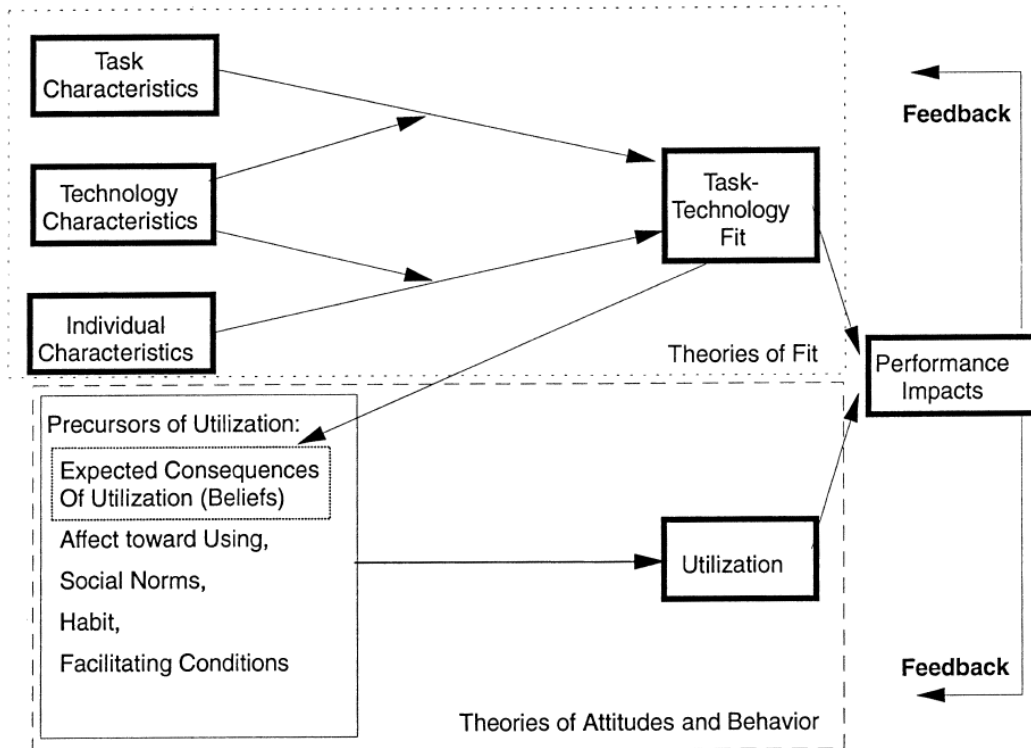 Task
Characteristics
Technology
Characteristics
Individual
Characteristics
Task-
Technology
Fit
Theories of Fit
Feedback
Performance
Impacts
Precursors of Utilization:
Expected Consequences
Of Utilization (Beliefs)
Affect toward Using,
Social Norms,
Habit,
Facilitating Conditions
Utilization
Feedback
Theories of Attitudes and Behavior